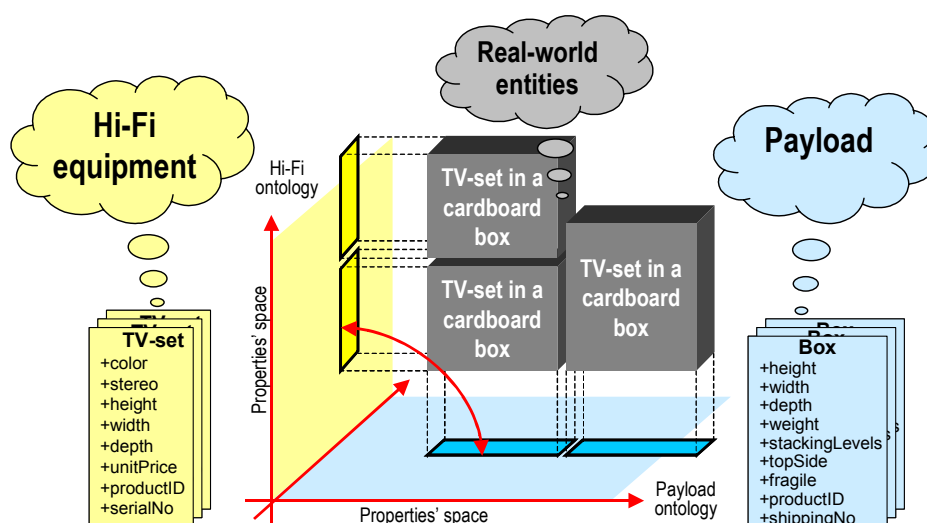 Real-world
entities
Hi-Fi
equipment
Payload
Hi-Fi
ontology
TV-set in a
cardboard
box
TV-set in a
cardboard
box
TV-set in a
cardboard
box
Properties' space
TV-set
+color
+stereo
+height
+width
+depth
+unitPrice
+productID
+serialNo
Box
+height
+width
+depth
+weight
+stackingLevels
+topSide
+fragile
+productID
+shippingNo
Payload
ontology
Properties' space